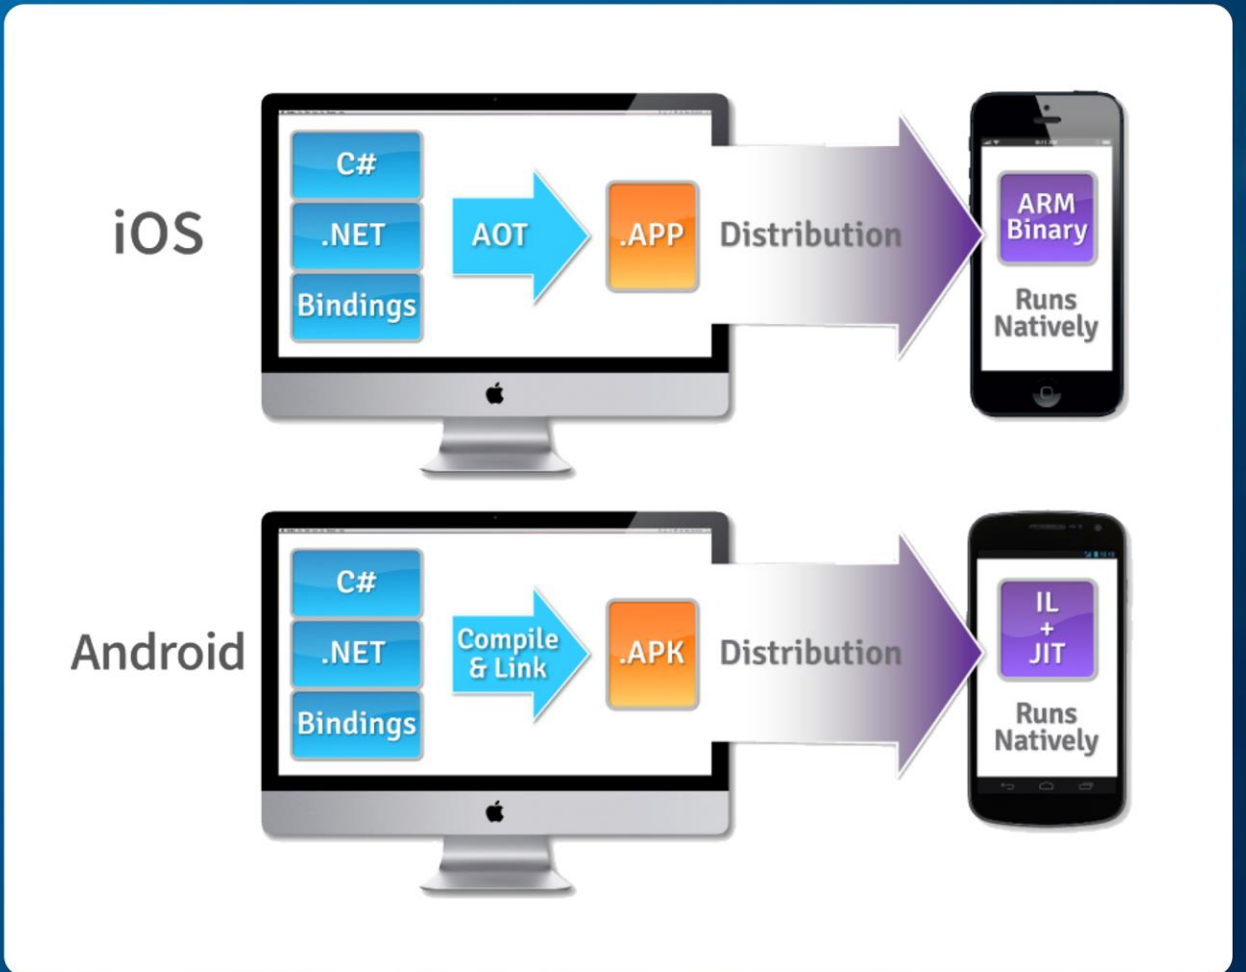 iOS
C#
.NET
Bindings
AOT
.APP
Distribution
ARM
Binary
Runs
Natively
Android
C#
.NET
Bindings
Compile
& Link
.APK
Distribution
IL
+
JIT
Runs
Natively